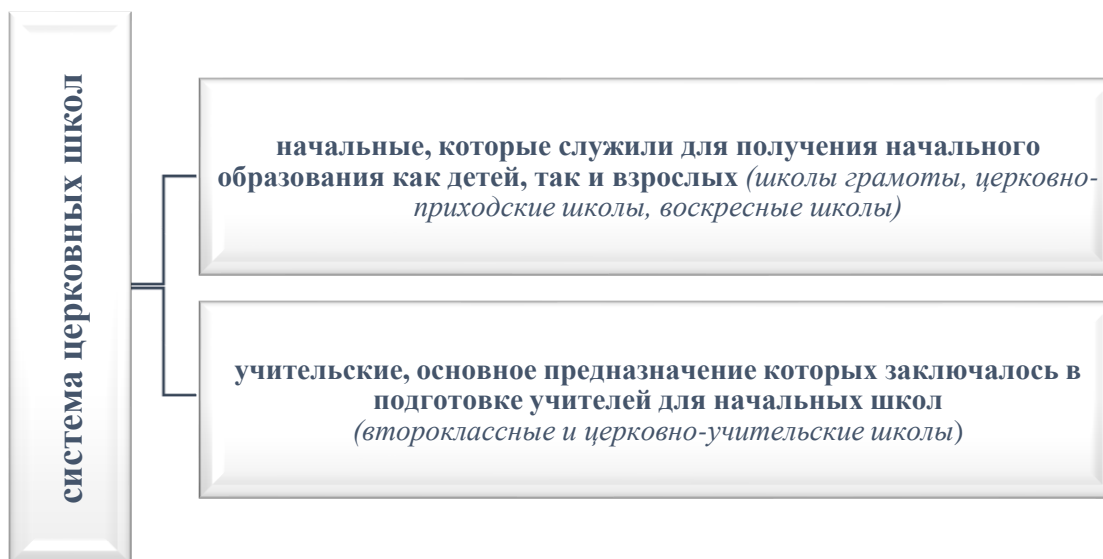 система церковных школ
начальные, которые служили для получения начального
образования как детей, так и взрослых (школы грамоты, церковно-
приходские школы, воскресные школы)
учительские, основное предназначение которых заключалось в
подготовке учителей для начальных школ
(второклассные и церковно-учительские школы)